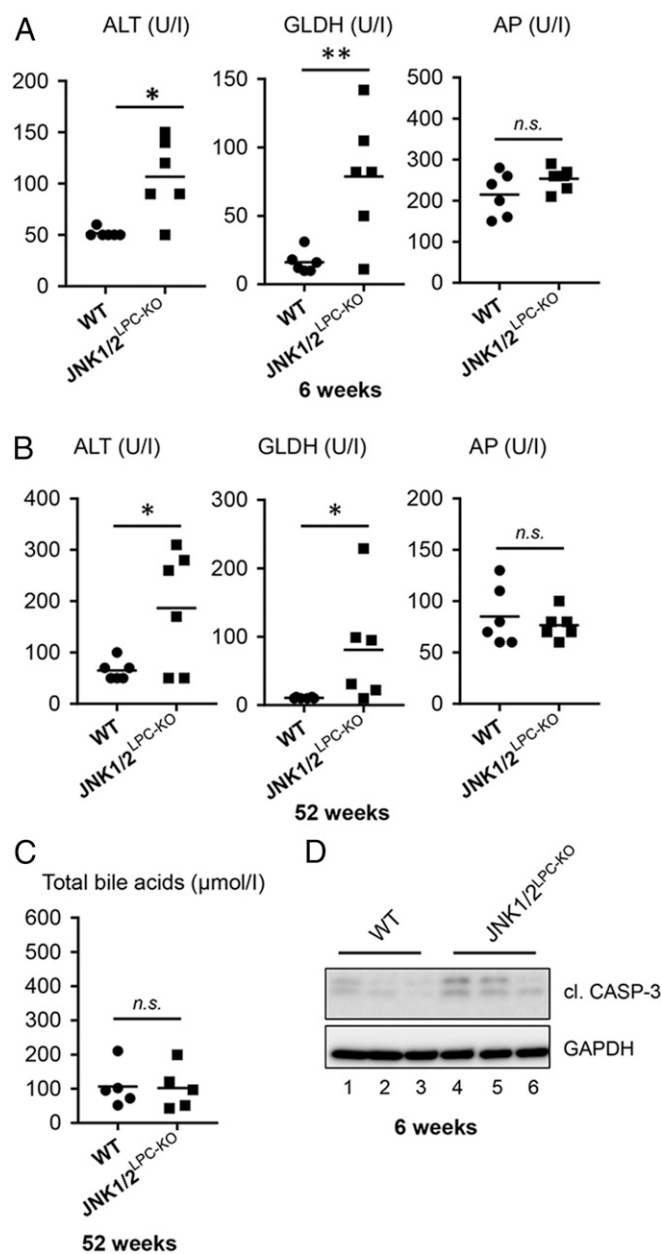 A
ALT (U/l) GLDH (U/l) AP (U/l)
200 150 500
150 100 400
100 50 300
50 0 200
0 100
0
* ** n.s.
WT JNK1/2LPC-KO WT JNK1/2LPC-KO WT JNK1/2LPC-KO
6 weeks
B
ALT (U/l) GLDH (U/l) AP (U/l)
400 300 200
300 200 150
200 100 100
100 0 50
0 0
* * n.s.
WT JNK1/2LPC-KO WT JNK1/2LPC-KO WT JNK1/2LPC-KO
52 weeks
C
Total bile acids (µmol/l)
600
500
400
300
200
100
0
n.s.
WT JNK1/2LPC-KO
52 weeks
D
WT JNK1/2LPC-KO
cl. CASP-3
GAPDH
1 2 3 4 5 6
6 weeks